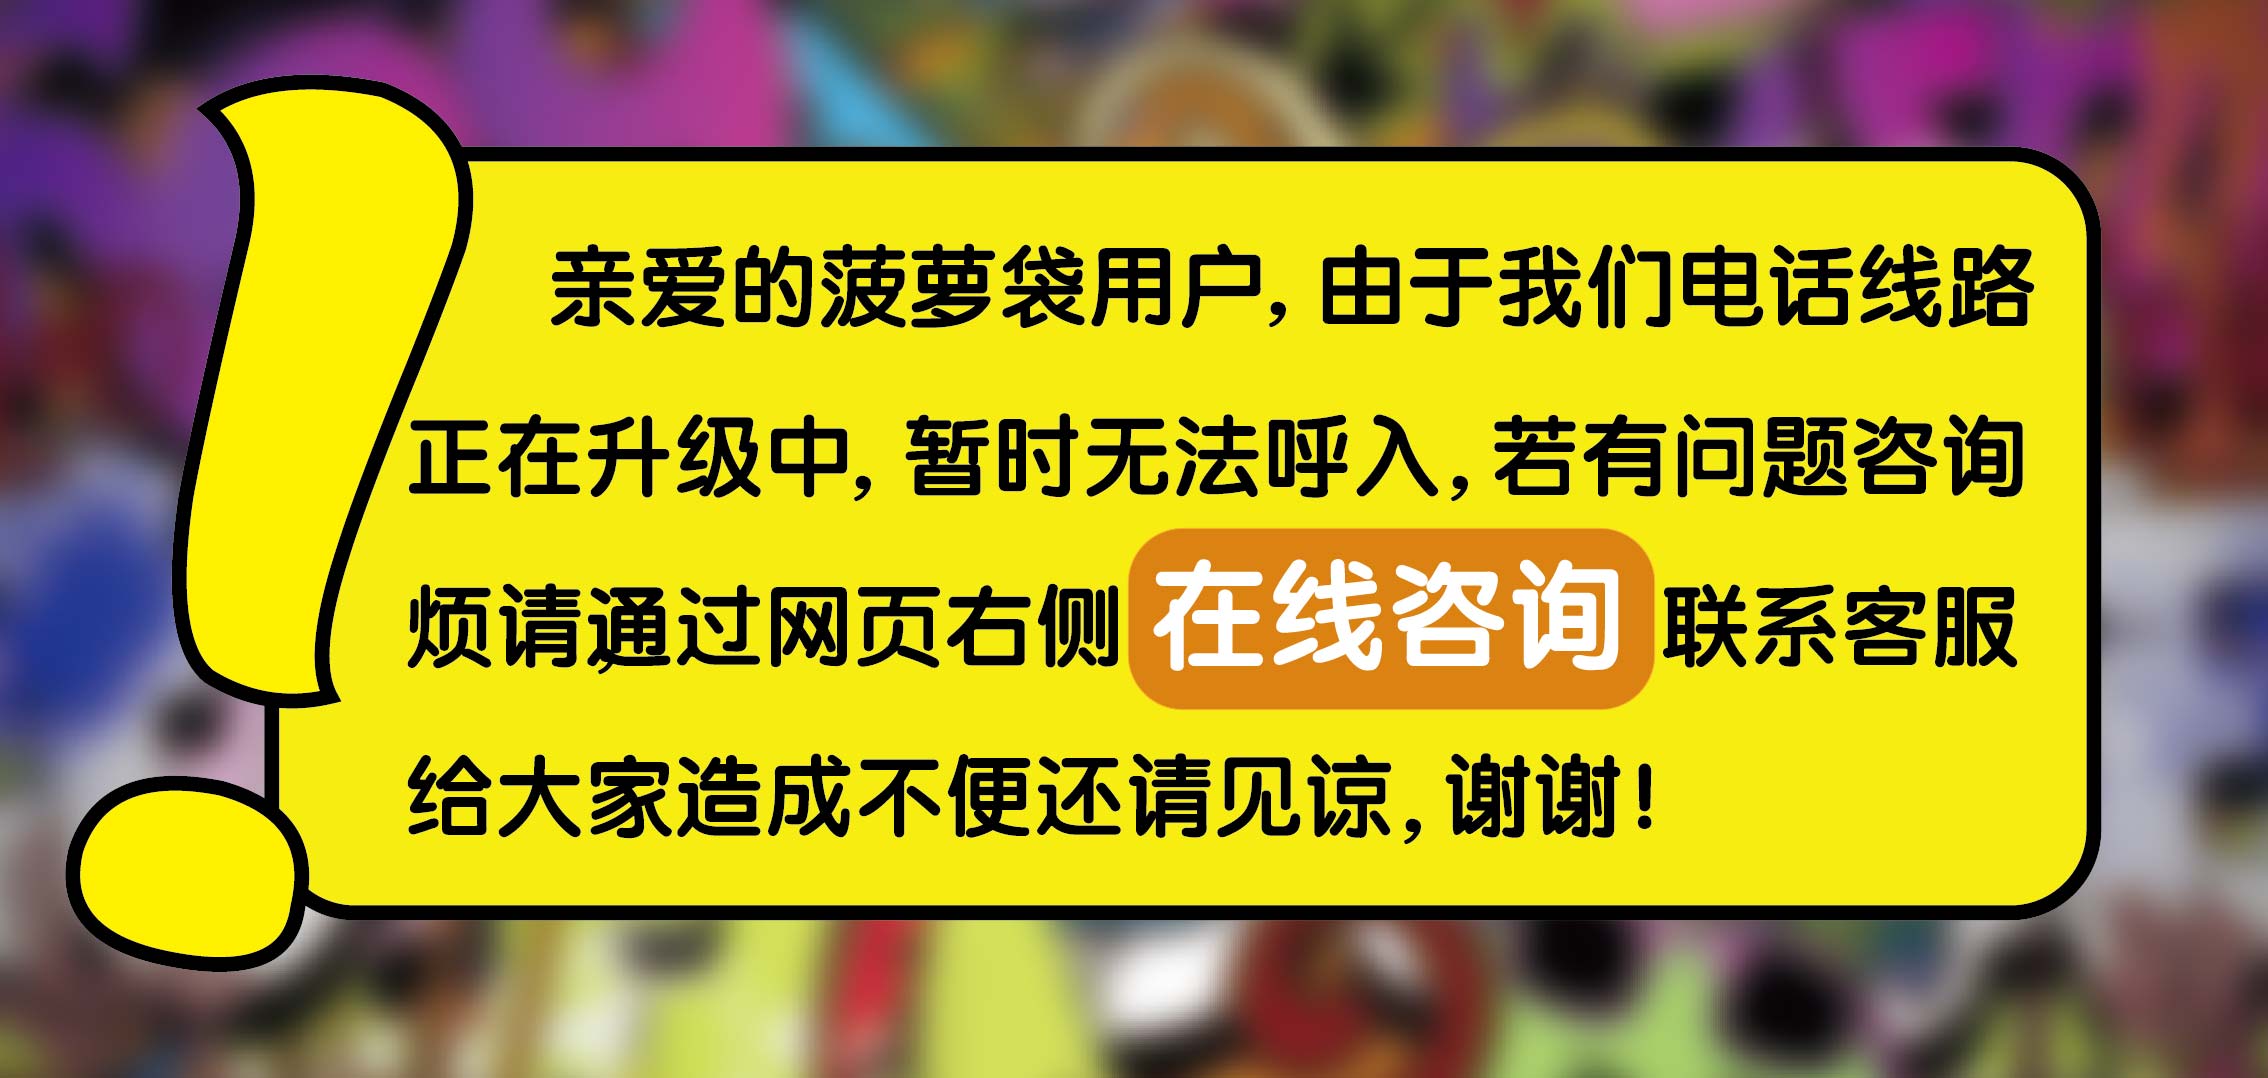 亲爱的菠萝袋用户,由于我们电话线路
正在升级中,暂时无法呼入,若有问题咨询
烦请通过网页右侧 在线咨询 联系客服
给大家造成不便还请见谅,谢谢!